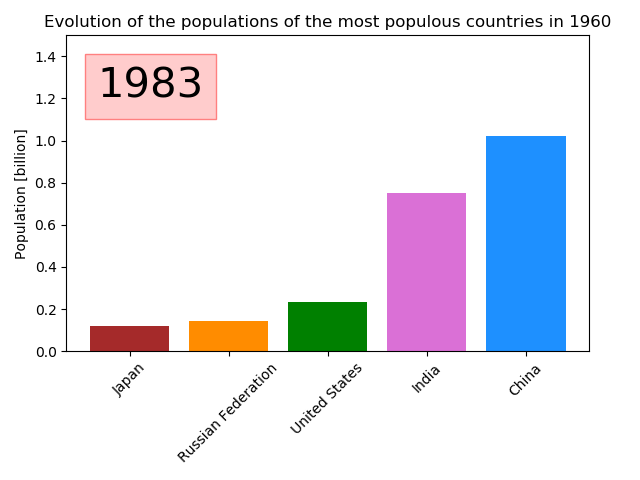 Evolution of the populations of the most populous countries in 1960
1983
Population [billion]
1.4
1.2
1.0
0.8
0.6
0.4
0.2
0.0
Japan
Russian Federation
United States
India
China